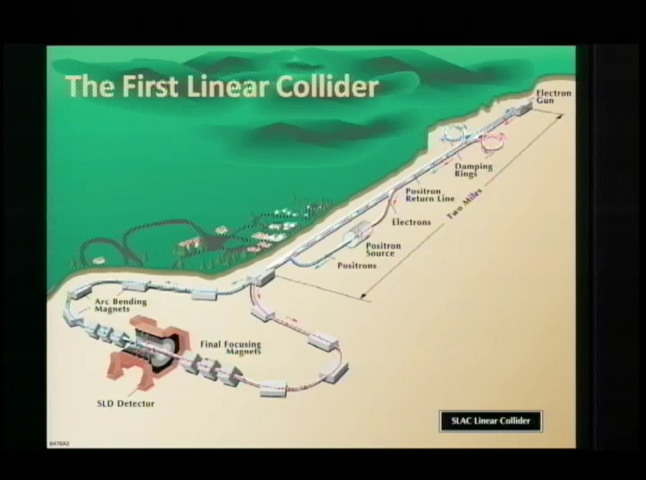 The First Linear Collider
Electron
Gun
Damping
Rings
Positron
Return Line
Two Miles
Electrons
Positron
Source
Positrons
Arc Bending
Magnets
Final Focusing
Magnets
SLD Detector
SLAC Linear Collider